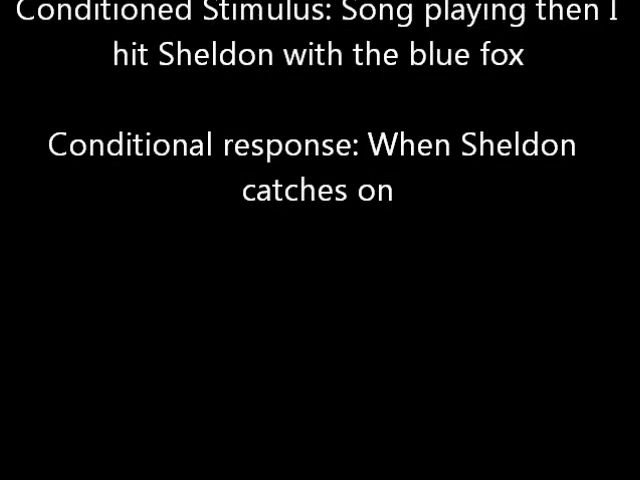 Conditioned Stimulus: Song playing then I
hit Sheldon with the blue fox
Conditional response: When Sheldon
catches on